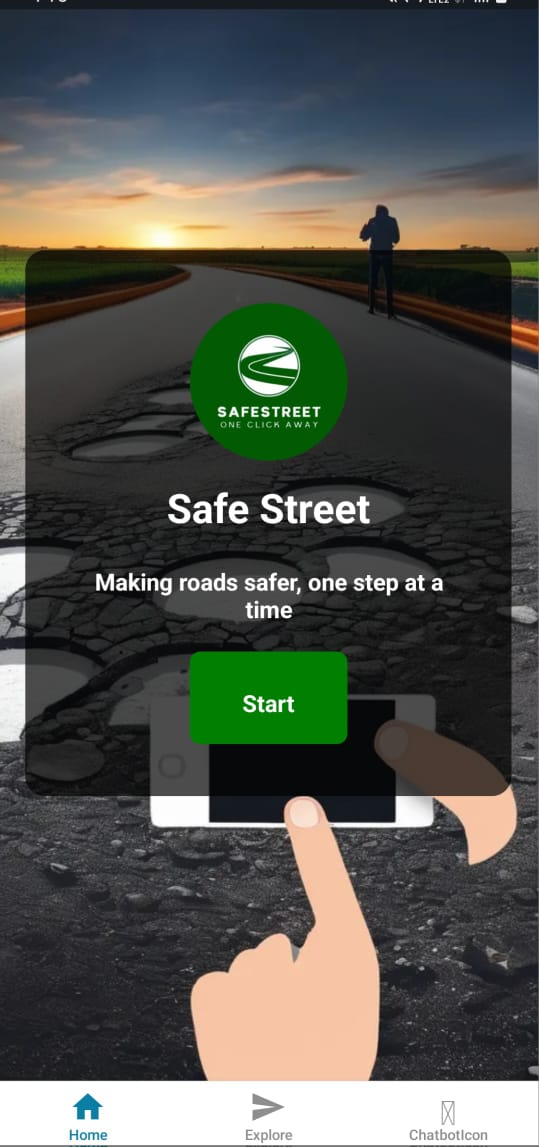 SAFESTREET
ONE CLICK AWAY
Safe Street
Making roads safer, one step at a
time
Start
Home
Explore
ChatbotIcon